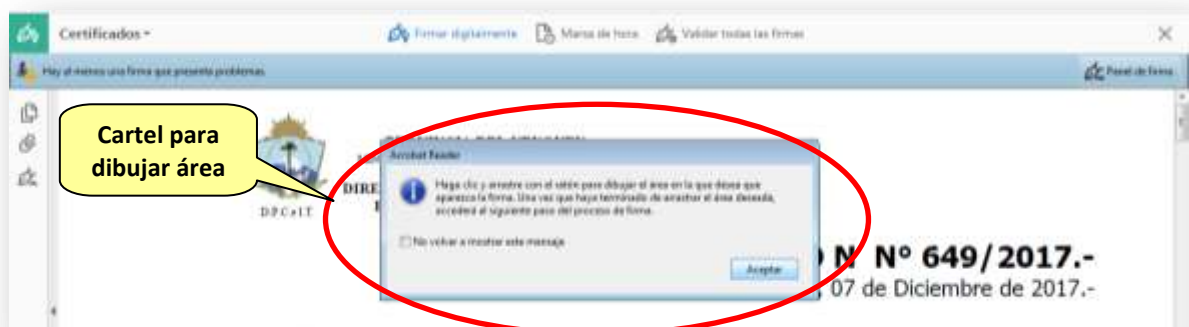 Certificados
Firmar digitalmente
Marca de hora
Validar todas las firmas
Hay al menos una firma que presenta problemas.
Panel de firma
Cartel para
dibujar área
DPCeIT
DIRE
Acrobat Reader
Haga clic y arrastre con el ratón para dibujar el área en la que desea que
aparezca la firma. Una vez que haya terminado de arrastrar el área deseada,
accederá al siguiente paso del proceso de firma.
No volver a mostrar este mensaje
Aceptar
N Nº 649/2017.-
07 de Diciembre de 2017.-